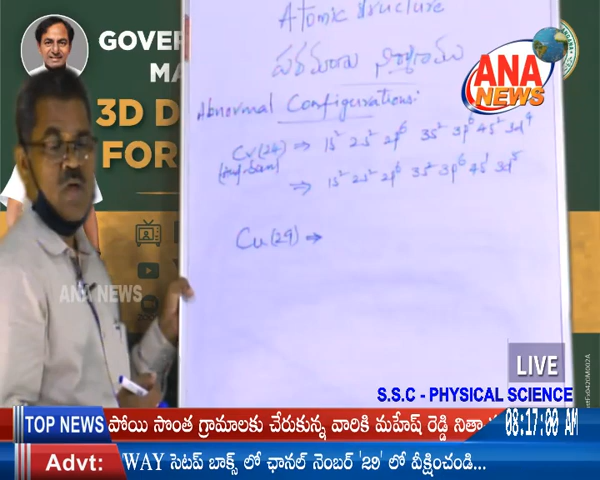 GOVER
MA
3D D
FOR
Atomic Structure
పరమాణు నిర్మాణము
ANA
NEWS
Abnormal Configurations:
Cr(24) ⇒ 1s² 2s² 2p⁶ 3s² 3p⁶ 4s² 3d⁴
⇒ 1s² 2s² 2p⁶ 3s² 3p⁶ 4s¹ 3d⁵
Cu(29) ⇒
ANA NEWS
LIVE
S.S.C - PHYSICAL SCIENCE
TOP NEWS పోయి సొంత గ్రామాలకు చేరుకున్న వారికి మహేష్ రెడ్డి నిత్యా 08:17:00 AM
Advt: WAY సెటప్ బాక్స్ లో ఛానల్ నెంబర్ '29' లో వీక్షించండి...